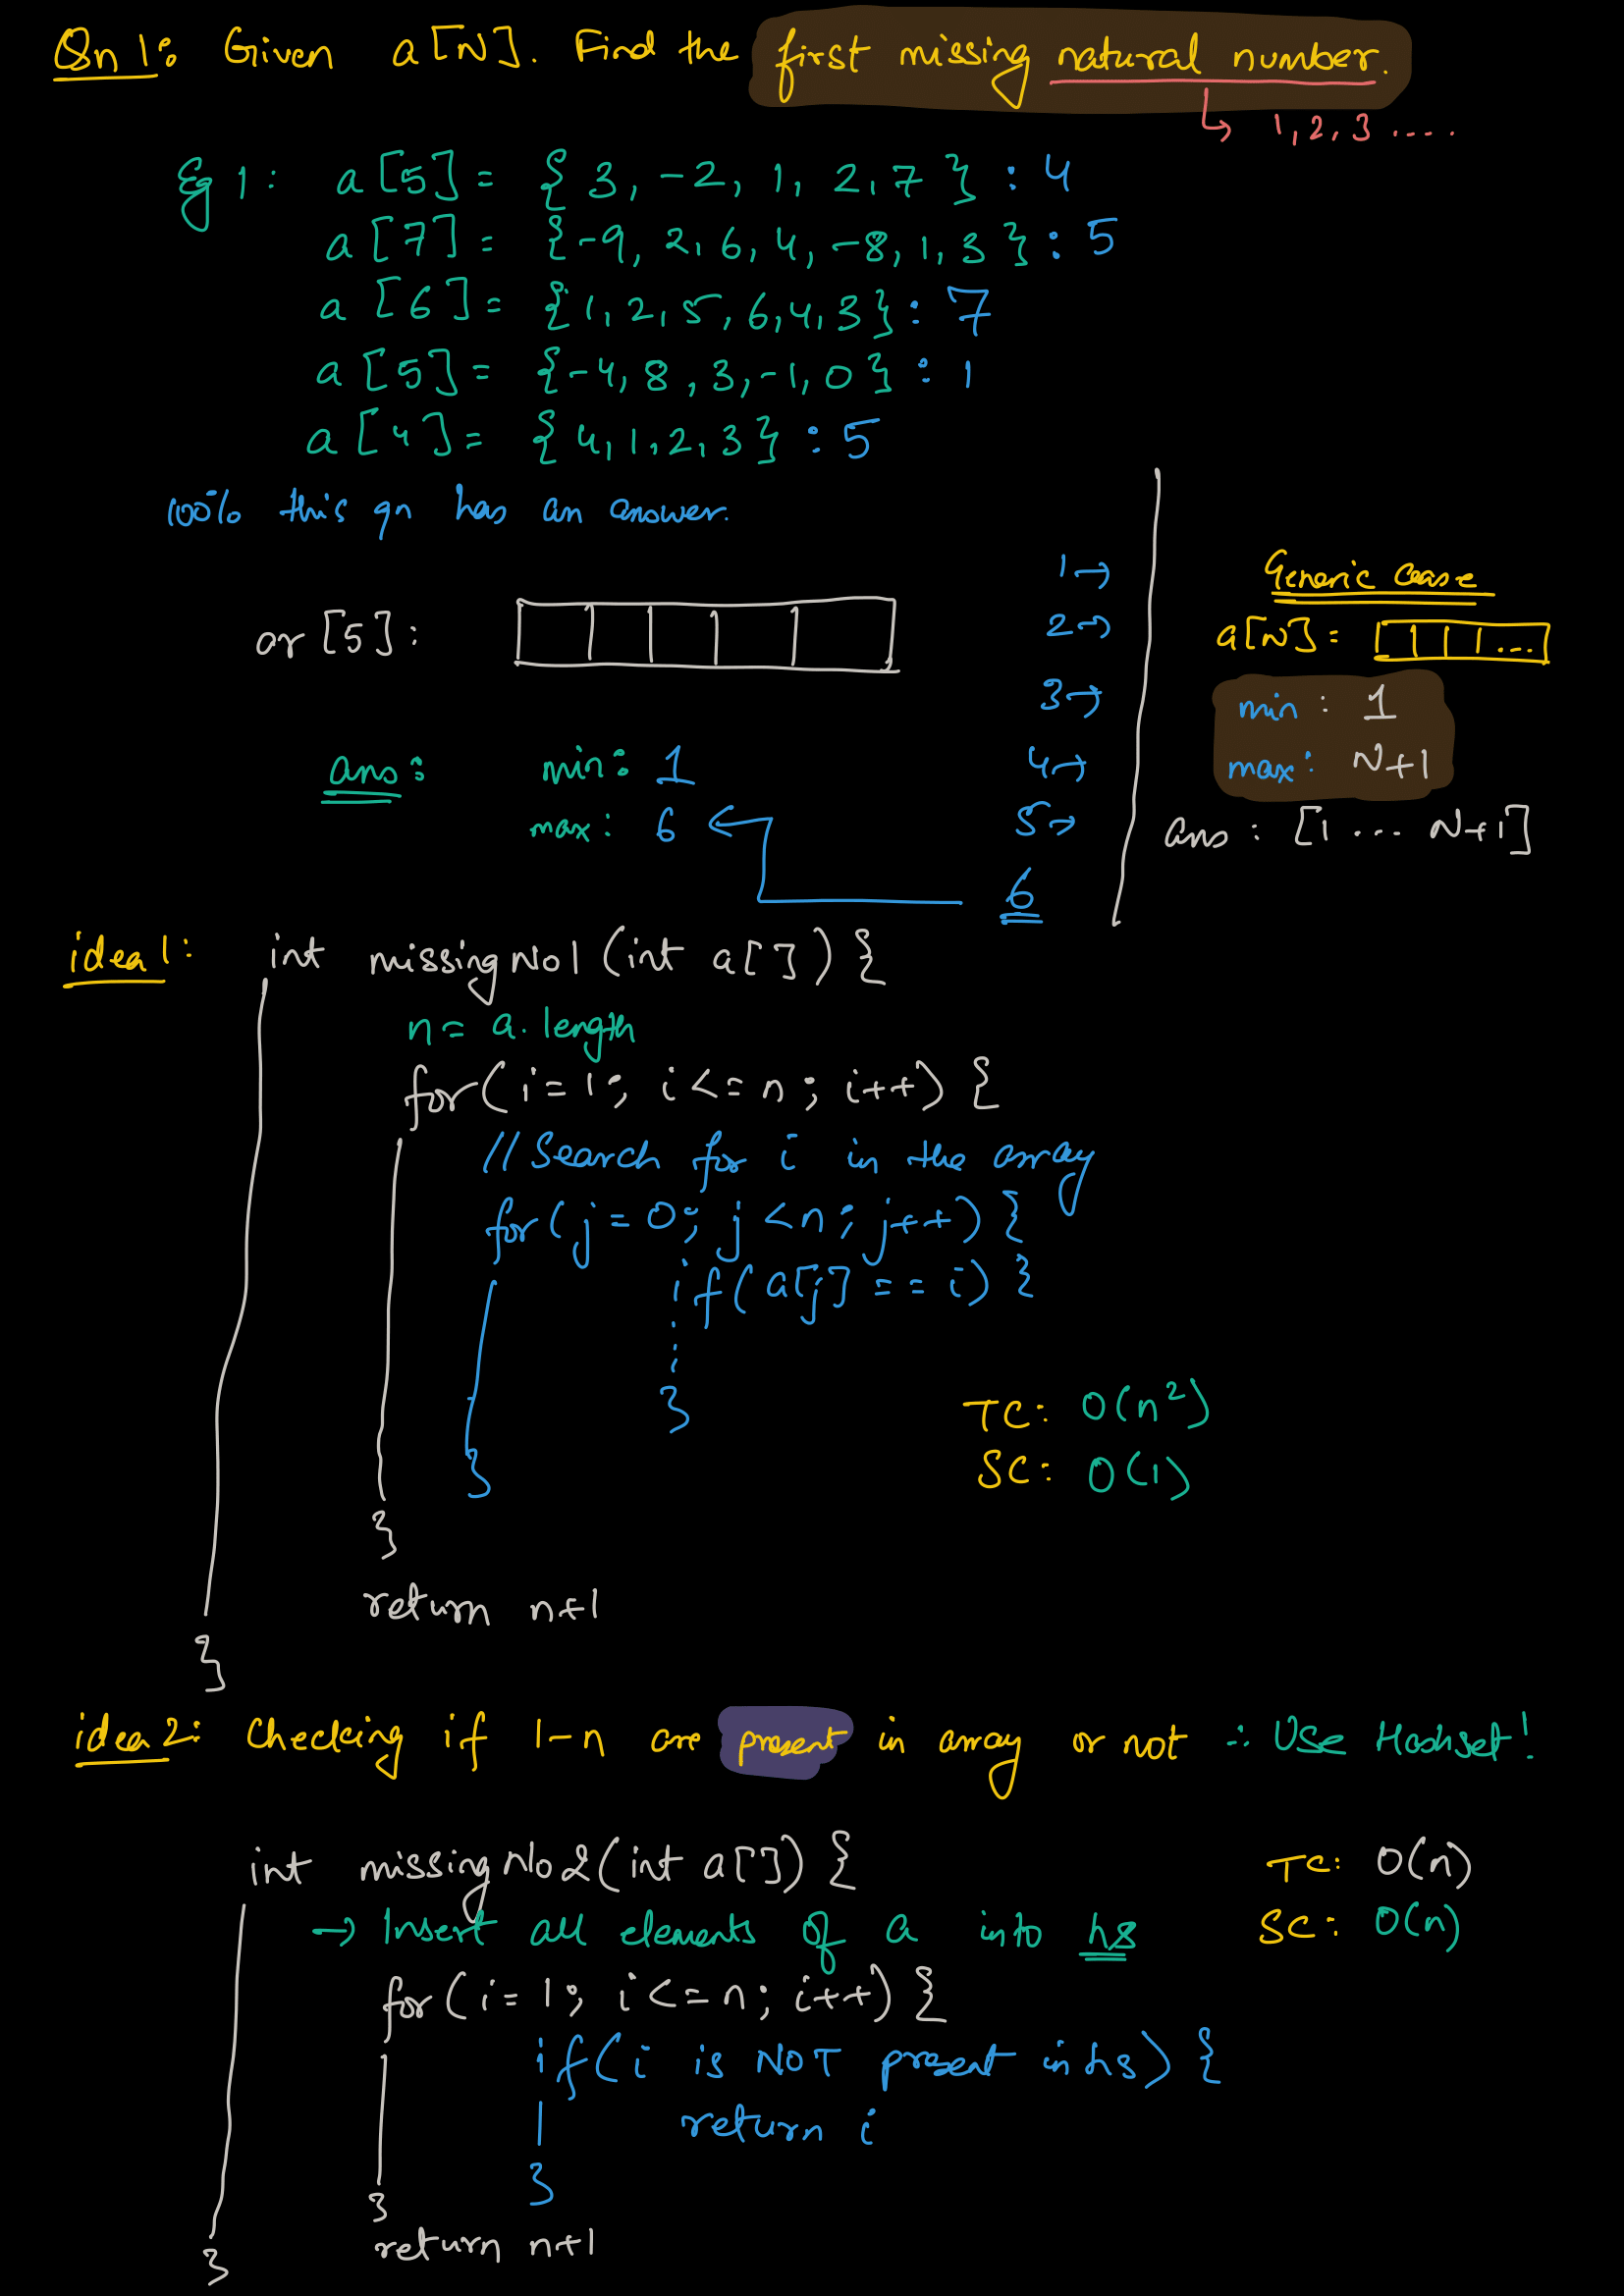 Qn 1: Given a[N]. Find the first missing natural number.
↳ 1, 2, 3 ....
Eg 1: a[5] = { 3, -2, 1, 2, 7 } : 4
a[7] = {-9, 2, 6, 4, -8, 1, 3 } : 5
a[6] = {1, 2, 5, 6, 4, 3} : 7
a[5] = {-4, 8, 3, -1, 0} : 1
a[4] = {4, 1, 2, 3} : 5
100% this qn has an answer.
ar[5] :
ans: min: 1
max: 6
1 →
2 →
3 →
4 →
5 →
6
Generic case
a[N] = ...
min : 1
max : N+1
ans : [1 ... N+1]
idea 1: int missingNo1 (int a[]) {
n = a.length
for(i = 1; i <= n; i++) {
// Search for i in the array
for(j = 0; j < n; j++) {
if(a[j] == i) {
}
}
}
return n+1
}
TC: O(n²)
SC: O(1)
idea 2: Checking if 1-n are present in array or not ∴ Use Hashset!
int missingNo2(int a[]) {
→ Insert all elements of a into hs
for(i = 1; i <= n; i++) {
if(i is NOT present in hs) {
return i
}
}
return n+1
}
TC: O(n)
SC: O(n)